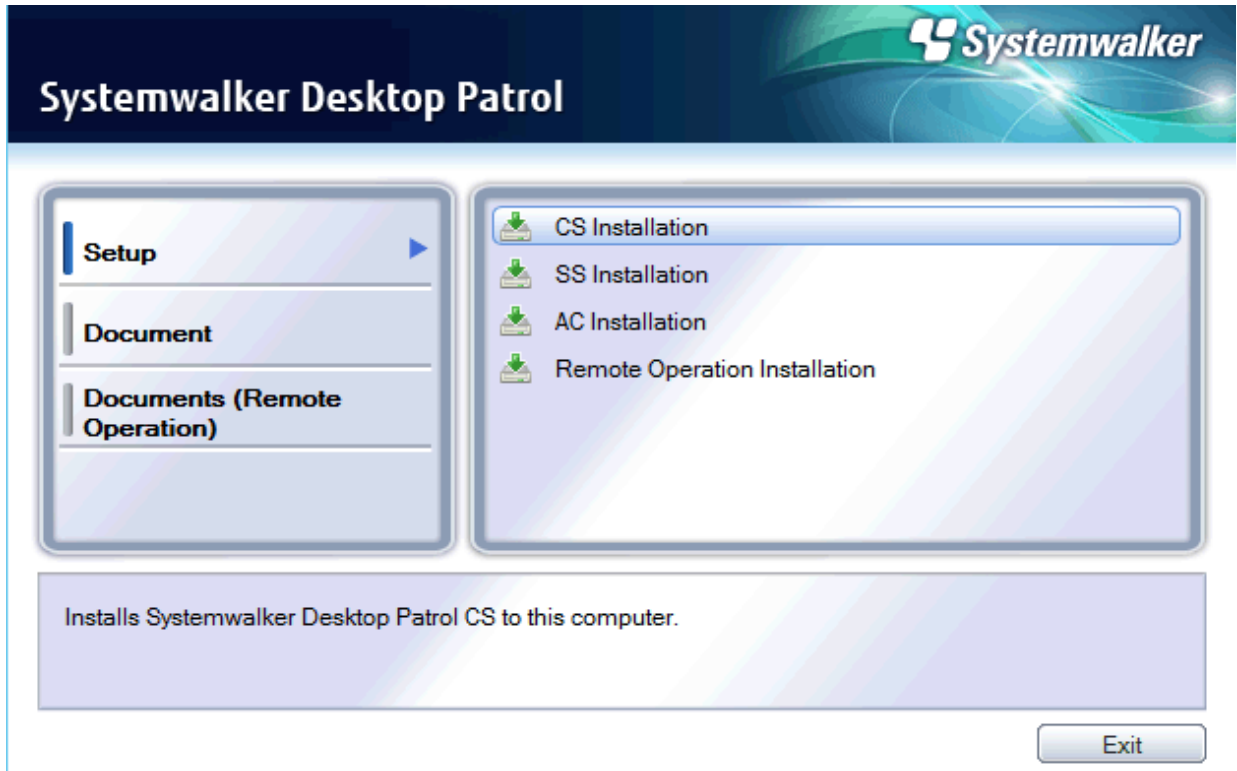 Systemwalker
Systemwalker Desktop Patrol
Setup
Document
Documents (Remote
Operation)
CS Installation
SS Installation
AC Installation
Remote Operation Installation
Installs Systemwalker Desktop Patrol CS to this computer.
Exit